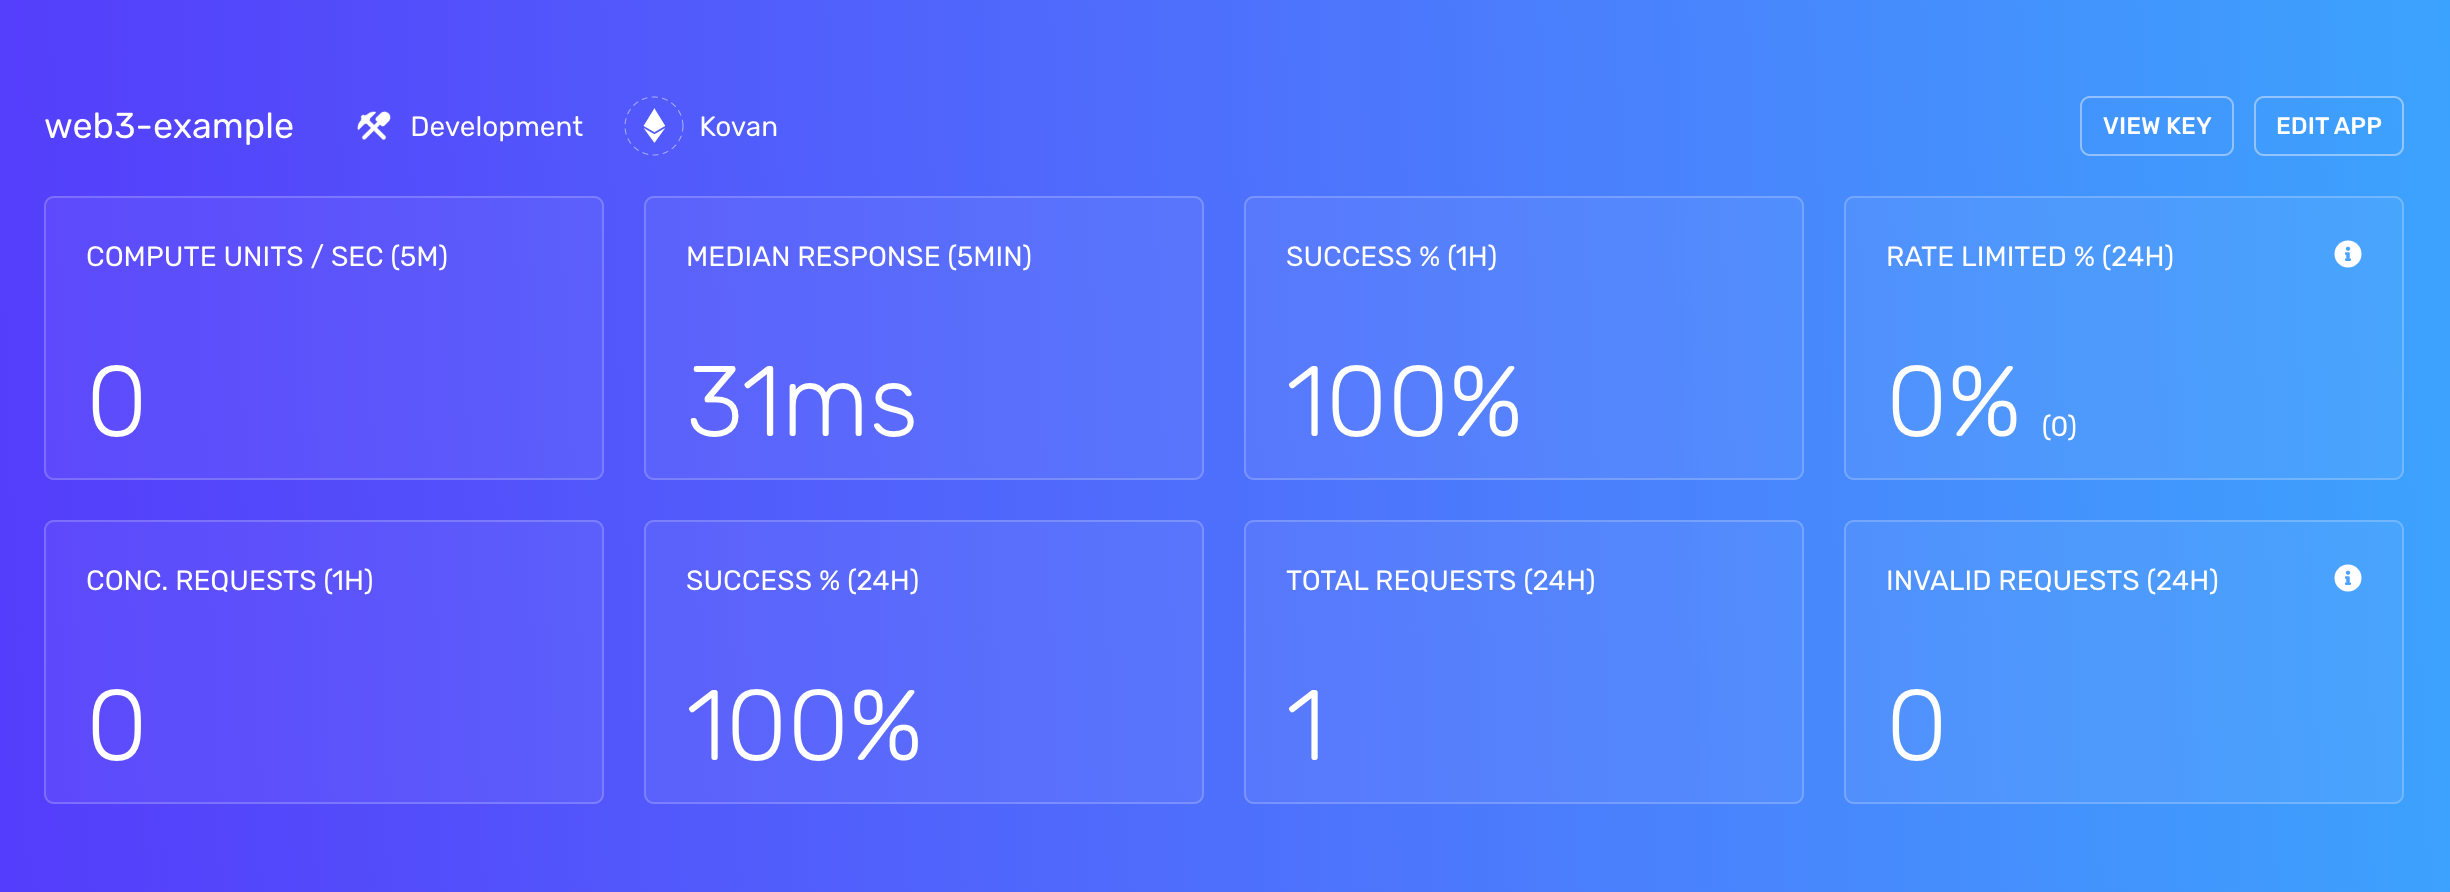 web3-example Development Kovan VIEW KEY EDIT APP
COMPUTE UNITS / SEC (5M)
0
MEDIAN RESPONSE (5MIN)
31ms
SUCCESS % (1H)
100%
RATE LIMITED % (24H)
0% (0)
CONC. REQUESTS (1H)
0
SUCCESS % (24H)
100%
TOTAL REQUESTS (24H)
1
INVALID REQUESTS (24H)
0